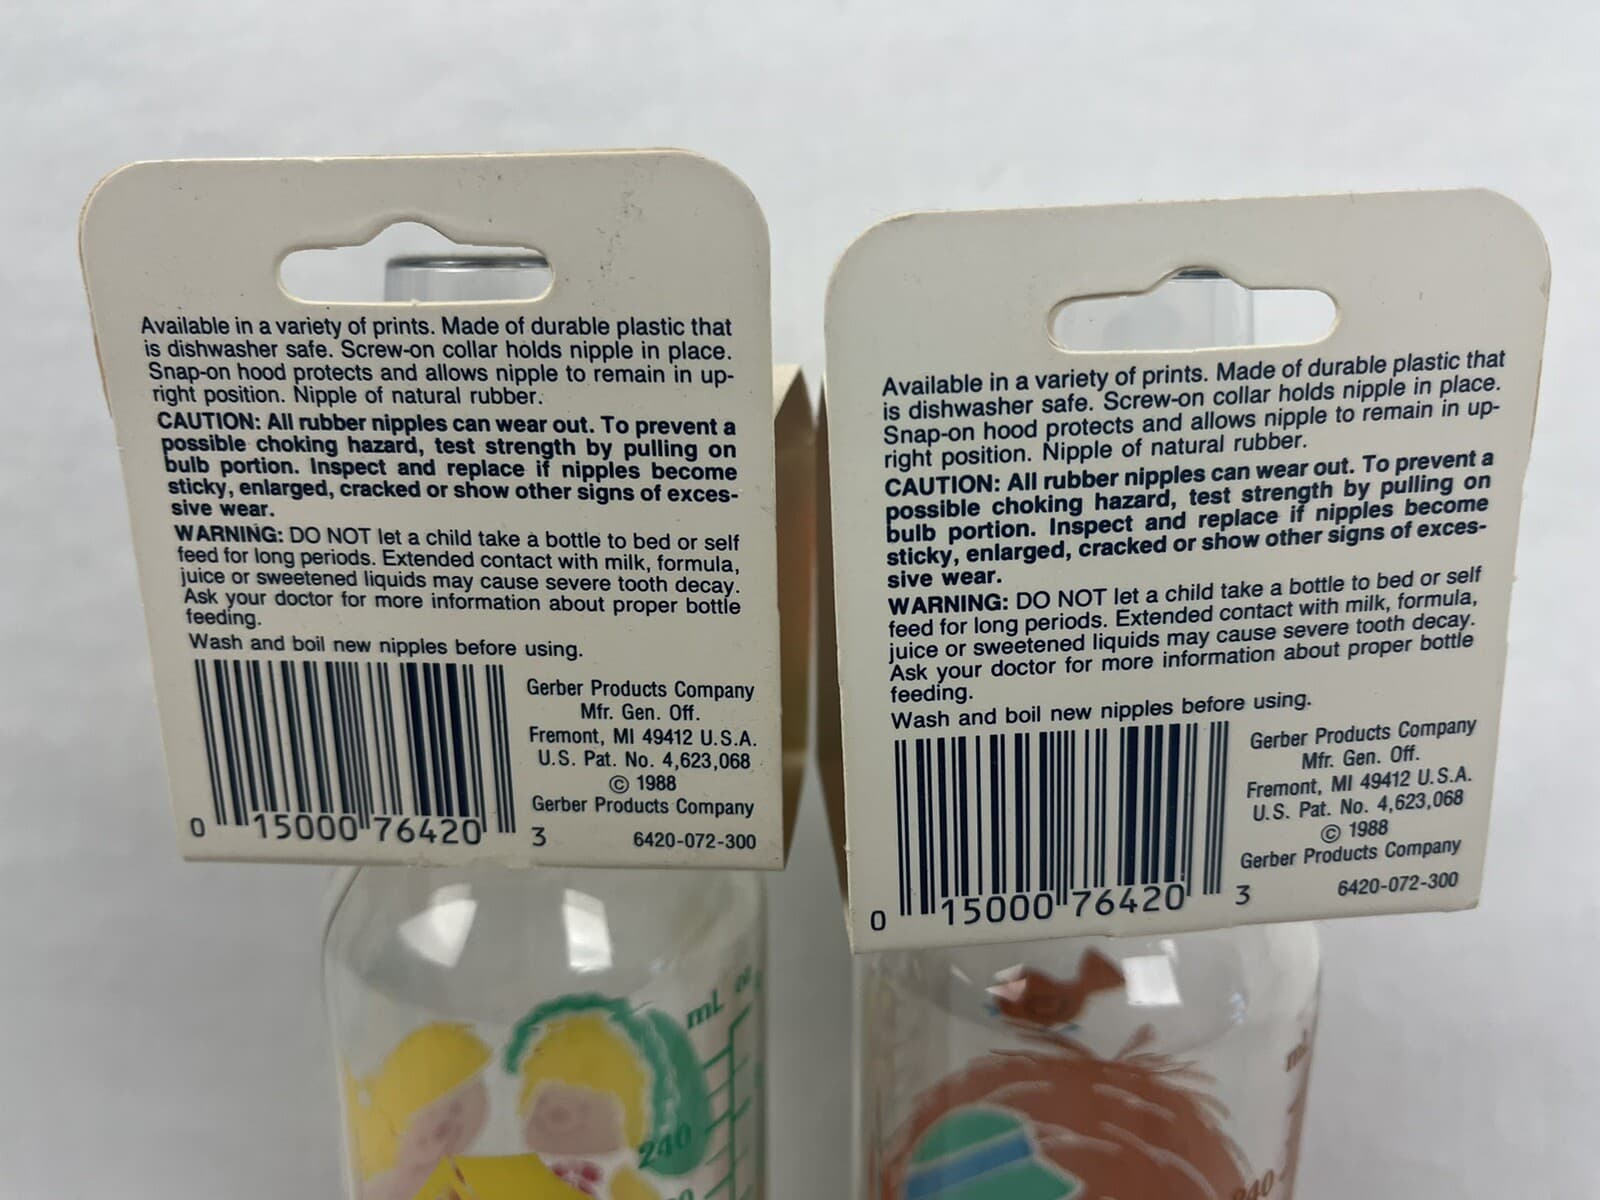 Available in a variety of prints. Made of durable plastic that
is dishwasher safe. Screw-on collar holds nipple in place.
Snap-on hood protects and allows nipple to remain in up-
right position. Nipple of natural rubber.
CAUTION: All rubber nipples can wear out. To prevent a
possible choking hazard, test strength by pulling on
bulb portion. Inspect and replace if nipples become
sticky, enlarged, cracked or show other signs of exces-
sive wear.
WARNING: DO NOT let a child take a bottle to bed or self
feed for long periods. Extended contact with milk, formula,
juice or sweetened liquids may cause severe tooth decay.
Ask your doctor for more information about proper bottle
feeding.
Wash and boil new nipples before using.
Gerber Products Company
Mfr. Gen. Off.
Fremont, MI 49412 U.S.A.
U.S. Pat. No. 4,623,068
© 1988
Gerber Products Company
0 15000 76420 3
6420-072-300
mL oz
240
Available in a variety of prints. Made of durable plastic that
is dishwasher safe. Screw-on collar holds nipple in place.
Snap-on hood protects and allows nipple to remain in up-
right position. Nipple of natural rubber.
CAUTION: All rubber nipples can wear out. To prevent a
possible choking hazard, test strength by pulling on
bulb portion. Inspect and replace if nipples become
sticky, enlarged, cracked or show other signs of exces-
sive wear.
WARNING: DO NOT let a child take a bottle to bed or self
feed for long periods. Extended contact with milk, formula,
juice or sweetened liquids may cause severe tooth decay.
Ask your doctor for more information about proper bottle
feeding.
Wash and boil new nipples before using.
Gerber Products Company
Mfr. Gen. Off.
Fremont, MI 49412 U.S.A.
U.S. Pat. No. 4,623,068
© 1988
Gerber Products Company
0 15000 76420 3
6420-072-300
mL
240